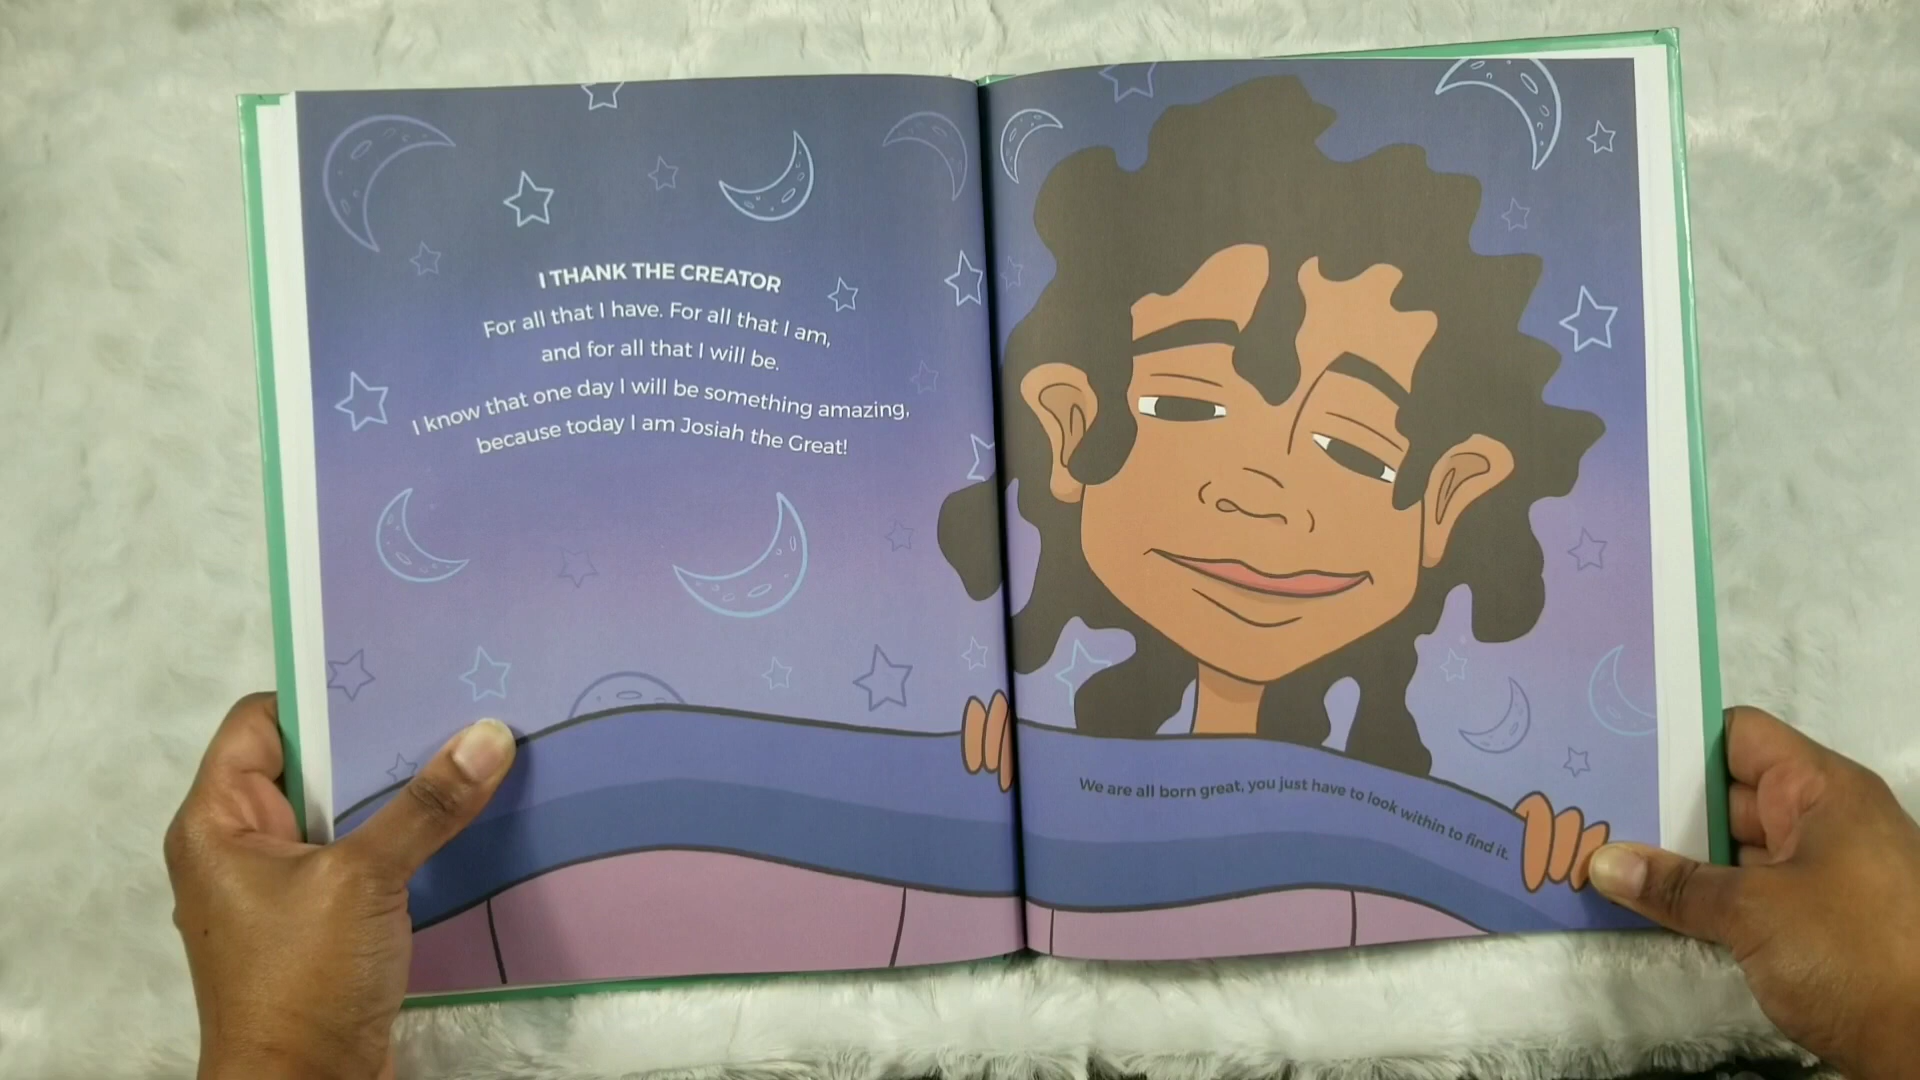 I THANK THE CREATOR
For all that I have. For all that I am,
and for all that I will be.
I know that one day I will be something amazing,
because today I am Josiah the Great!
We are all born great, you just have to look within to find it.